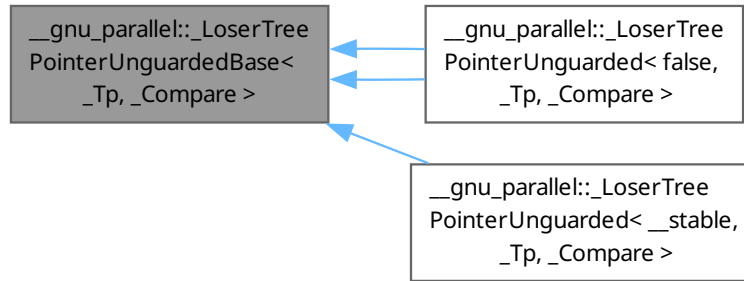 __gnu_parallel::_LoserTree
PointerUnguardedBase<
_Tp, _Compare >
__gnu_parallel::_LoserTree
PointerUnguarded< false,
_Tp, _Compare >
__gnu_parallel::_LoserTree
PointerUnguarded< __stable,
_Tp, _Compare >